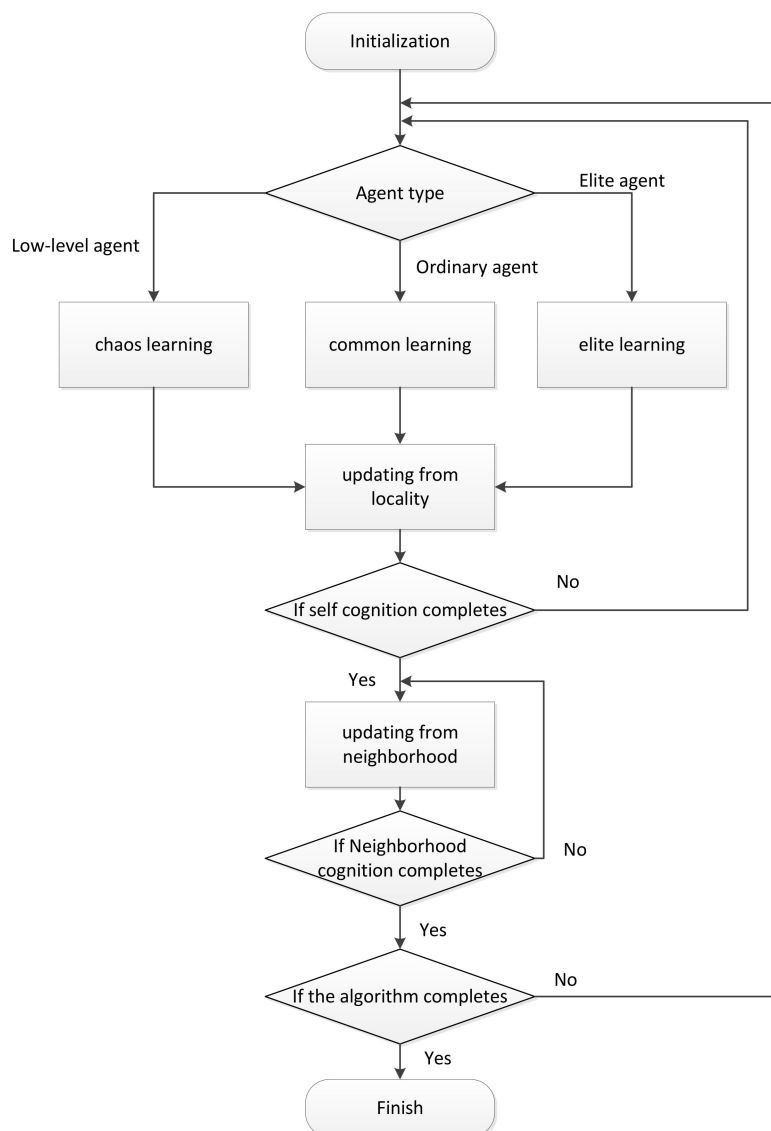 Initialization
Agent type
Elite agent
Low-level agent
Ordinary agent
chaos learning
common learning
elite learning
updating from
locality
If self cognition completes
No
Yes
updating from
neighborhood
If Neighborhood
cognition completes
No
Yes
If the algorithm completes
No
Yes
Finish